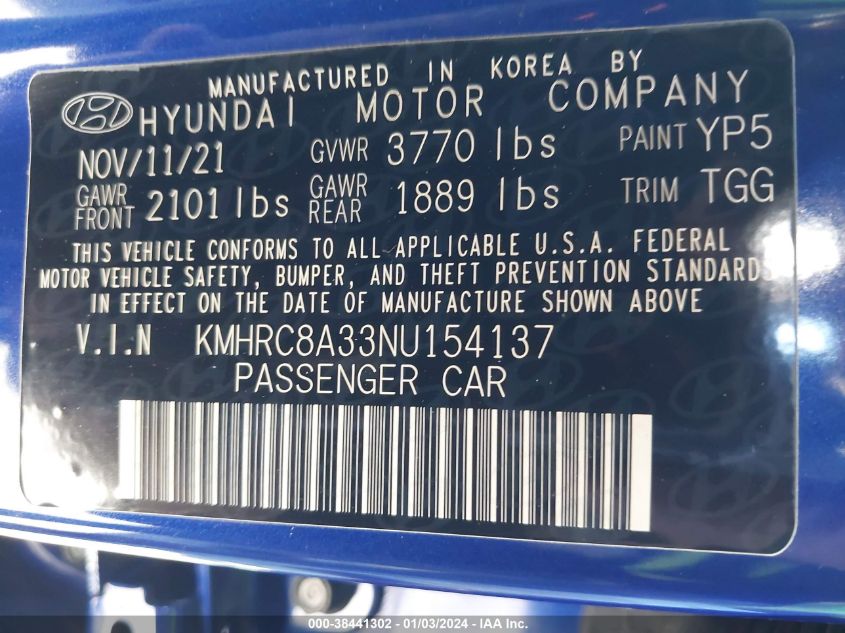 MANUFACTURED IN KOREA BY
HYUNDAI MOTOR COMPANY
NOV/11/21 GVWR 3770 lbs PAINT YP5
GAWR FRONT 2101 lbs GAWR REAR 1889 lbs TRIM TGG
THIS VEHICLE CONFORMS TO ALL APPLICABLE U.S.A. FEDERAL
MOTOR VEHICLE SAFETY, BUMPER, AND THEFT PREVENTION STANDARDS
IN EFFECT ON THE DATE OF MANUFACTURE SHOWN ABOVE
V.I.N KMHRC8A33NU154137
PASSENGER CAR
000-38441302 - 01/03/2024 - IAA Inc.